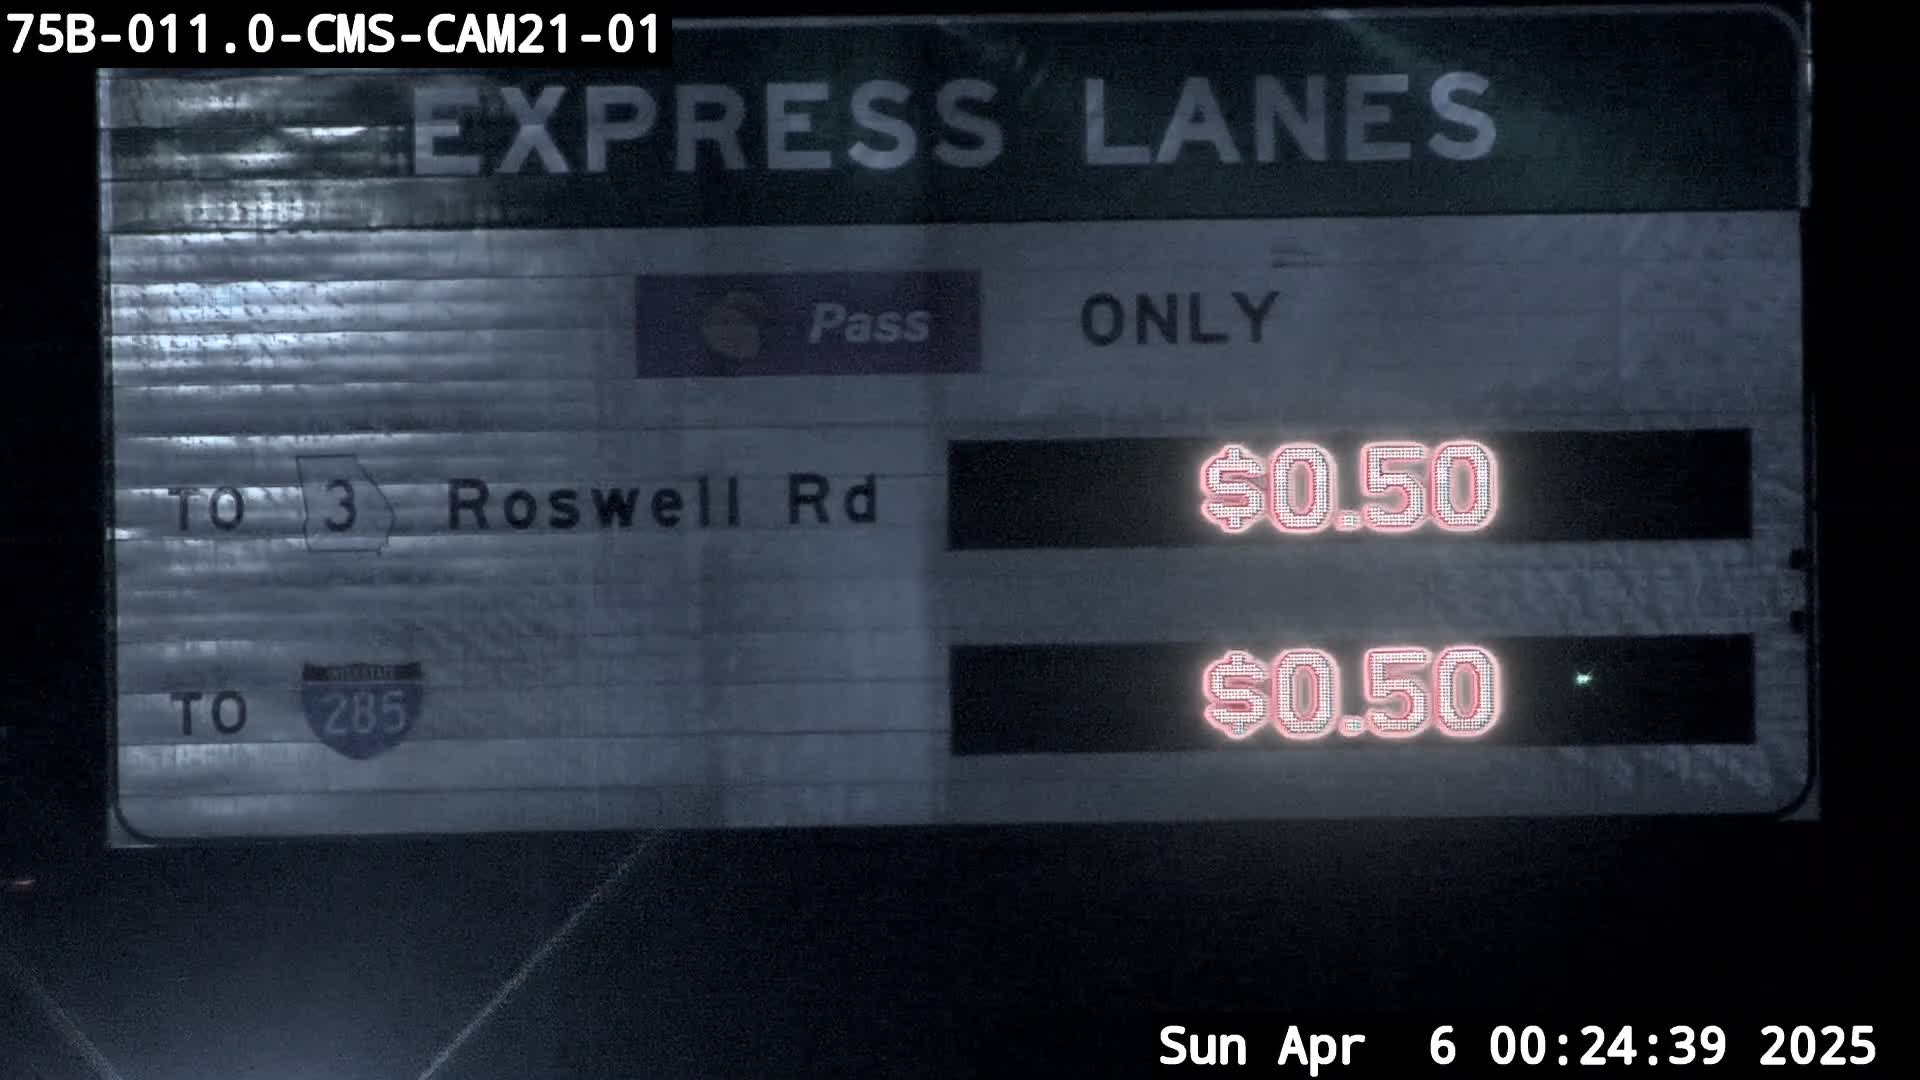 75B-011.0-CMS-CAM21-01
EXPRESS LANES
Pass ONLY
TO 3 Roswell Rd $0.50
TO INTERSTATE 285 $0.50
Sun Apr 6 00:24:39 2025